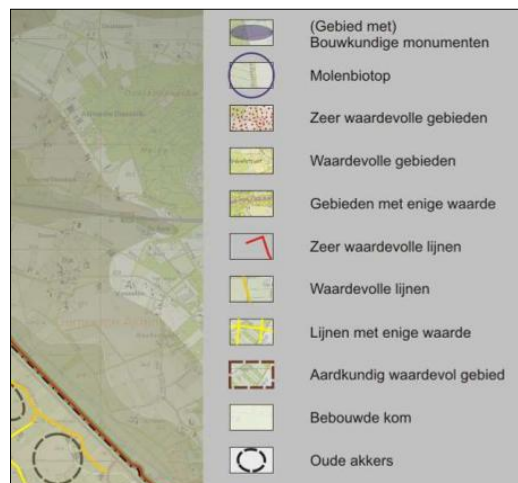 (Gebied met)
Bouwkundige monumenten
Molenbiotop
Zeer waardevolle gebieden
Waardevolle gebieden
Gebieden met enige waarde
Zeer waardevolle lijnen
Waardevolle lijnen
Lijnen met enige waarde
Aardkundig waardevol gebied
Bebouwde kom
Oude akkers